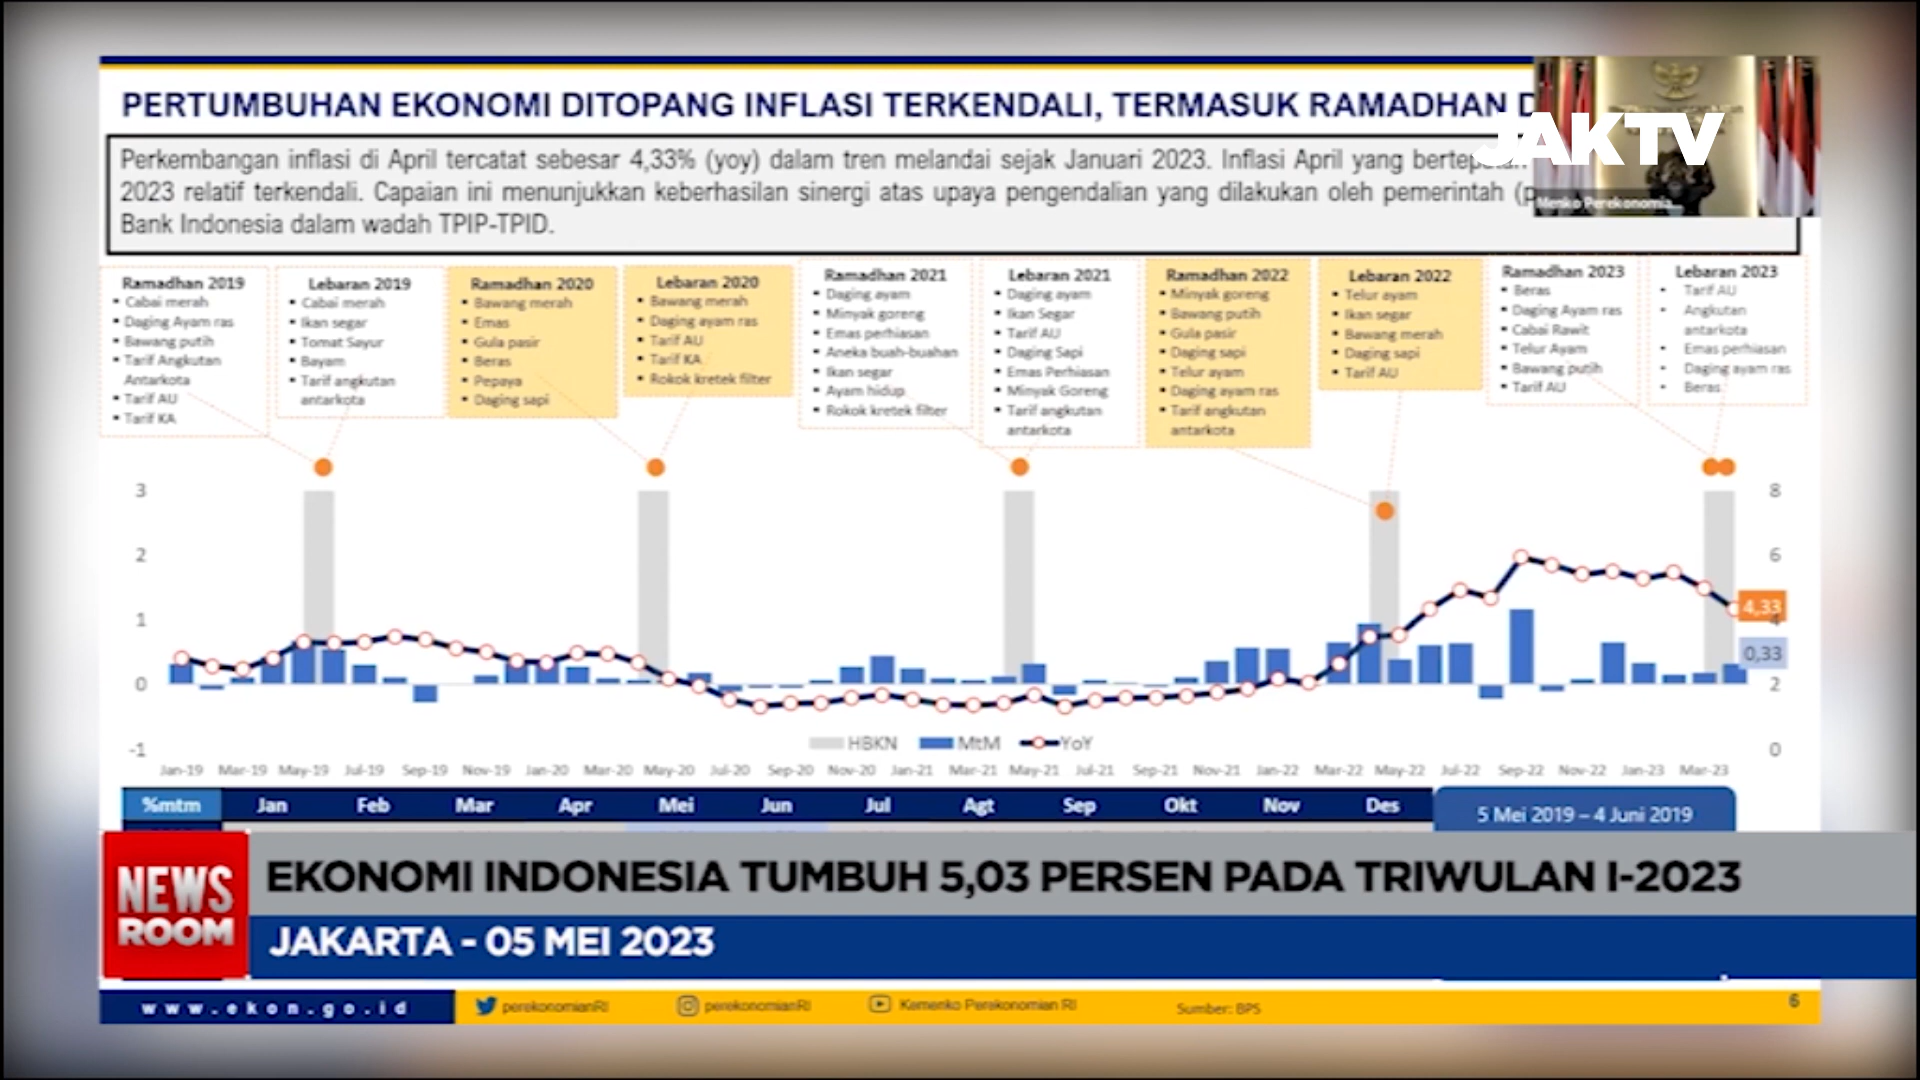 JAKTV
PERTUMBUHAN EKONOMI DITOPANG INFLASI TERKENDALI, TERMASUK RAMADHAN D
Perkembangan inflasi di April tercatat sebesar 4,33% (yoy) dalam tren melandai sejak Januari 2023. Inflasi April yang
2023 relatif terkendali. Capaian ini menunjukkan keberhasilan sinergi atas upaya pengendalian yang dilakukan oleh pemerintah (p
Bank Indonesia dalam wadah TPIP-TPID.
Menko Perekonomia...
Ramadhan 2019
▪ Cabai merah
▪ Daging Ayam ras
▪ Bawang putih
▪ Tarif Angkutan
Antarkota
▪ Tarif AU
▪ Tarif KA
Lebaran 2019
▪ Cabai merah
▪ Ikan segar
▪ Tomat Sayur
▪ Bayam
▪ Tarif angkutan
antarkota
Ramadhan 2020
▪ Bawang merah
▪ Emas
▪ Gula pasir
▪ Beras
▪ Pepaya
▪ Daging sapi
Lebaran 2020
▪ Bawang merah
▪ Daging ayam ras
▪ Tarif AU
▪ Tarif KA
▪ Rokok kretek filter
Ramadhan 2021
▪ Daging ayam
▪ Minyak goreng
▪ Emas perhiasan
▪ Aneka buah-buahan
▪ Ikan segar
▪ Ayam hidup
▪ Rokok kretek filter
Lebaran 2021
▪ Daging ayam
▪ Ikan Segar
▪ Tarif AU
▪ Daging Sapi
▪ Emas Perhiasan
▪ Minyak Goreng
▪ Tarif angkutan
antarkota
Ramadhan 2022
▪ Minyak goreng
▪ Bawang putih
▪ Gula pasir
▪ Daging sapi
▪ Telur ayam
▪ Daging ayam ras
▪ Tarif angkutan
antarkota
Lebaran 2022
▪ Telur ayam
▪ Ikan segar
▪ Bawang merah
▪ Daging sapi
▪ Tarif AU
Ramadhan 2023
▪ Beras
▪ Daging Ayam ras
▪ Cabai Rawit
▪ Telur Ayam
▪ Bawang putih
▪ Tarif AU
Lebaran 2023
• Tarif AU
• Angkutan
antarkota
• Emas perhiasan
• Daging ayam ras
• Beras
3 8
2 6
4,33
1 4
0,33
0 2
-1 0
HBKN MtM YoY
Jan-19 Mar-19 May-19 Jul-19 Sep-19 Nov-19 Jan-20 Mar-20 May-20 Jul-20 Sep-20 Nov-20 Jan-21 Mar-21 May-21 Jul-21 Sep-21 Nov-21 Jan-22 Mar-22 May-22 Jul-22 Sep-22 Nov-22 Jan-23 Mar-23
%mtm Jan Feb Mar Apr Mei Jun Jul Agt Sep Okt Nov Des
5 Mei 2019 – 4 Juni 2019
NEWS
ROOM
EKONOMI INDONESIA TUMBUH 5,03 PERSEN PADA TRIWULAN I-2023
JAKARTA - 05 MEI 2023
www.ekon.go.id perekonomianRI perekonomianRI Kemenko Perekonomian RI Sumber: BPS 6